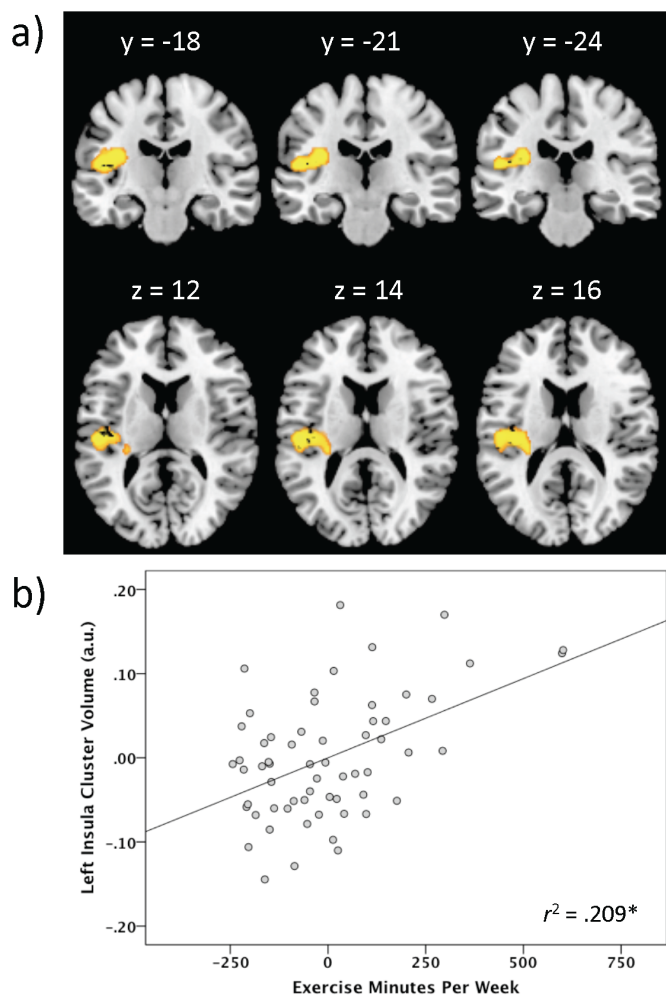 a)
y = -18 y = -21 y = -24
z = 12 z = 14 z = 16
b)
.20
.10
.00
-.10
-.20
Left Insula Cluster Volume (a.u.)
r² = .209*
-250 0 250 500 750
Exercise Minutes Per Week